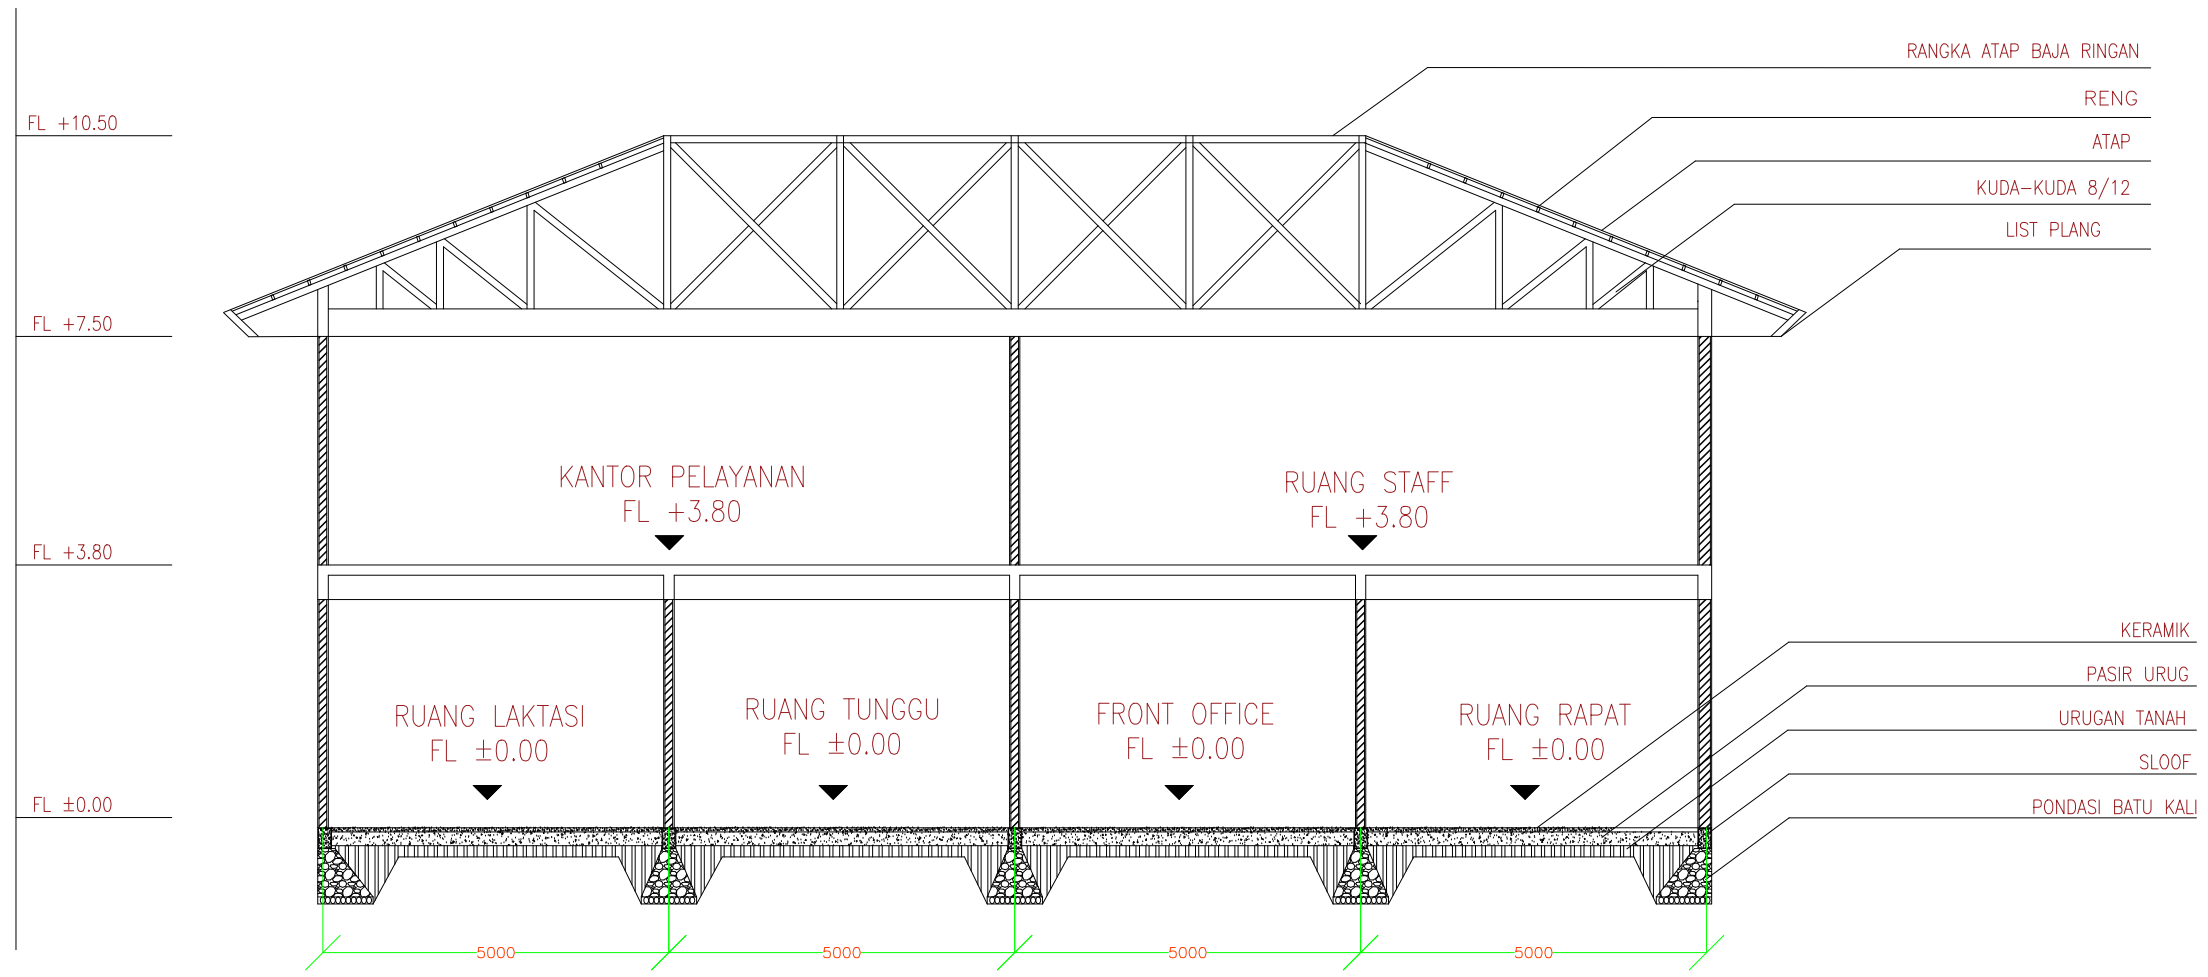 RANGKA ATAP BAJA RINGAN
RENG
FL +10.50
ATAP
KUDA-KUDA 8/12
LIST PLANG
FL +7.50
KANTOR PELAYANAN
FL +3.80
RUANG STAFF
FL +3.80
FL +3.80
KERAMIK
PASIR URUG
RUANG LAKTASI
FL ±0.00
RUANG TUNGGU
FL ±0.00
FRONT OFFICE
FL ±0.00
RUANG RAPAT
FL ±0.00
URUGAN TANAH
SLOOF
FL ±0.00
PONDASI BATU KALI
5000
5000
5000
5000